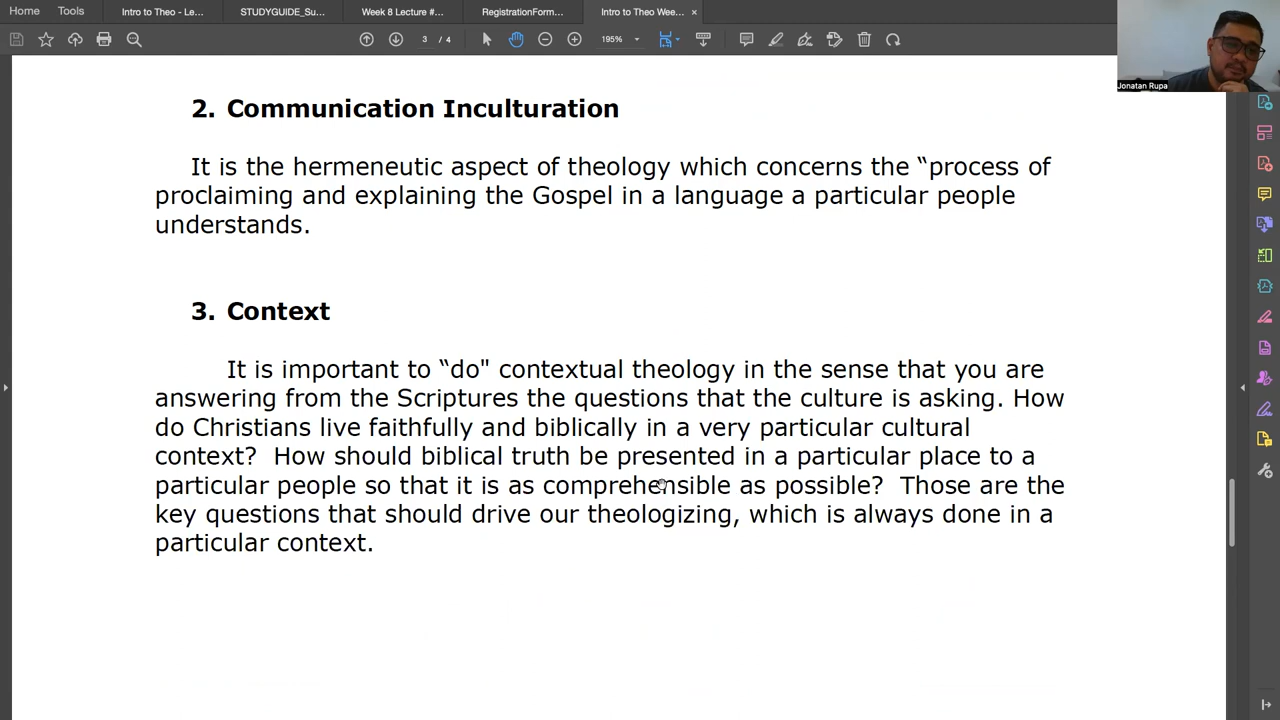 Home
Tools
Intro to Theo - Le...
STUDYGUIDE_Su...
Week 8 Lecture #...
RegistrationForm...
Intro to Theo Wee...
3 / 4
195%
Jonatan Rupa
2. Communication Inculturation
It is the hermeneutic aspect of theology which concerns the “process of
proclaiming and explaining the Gospel in a language a particular people
understands.
3. Context
It is important to “do" contextual theology in the sense that you are
answering from the Scriptures the questions that the culture is asking. How
do Christians live faithfully and biblically in a very particular cultural
context?  How should biblical truth be presented in a particular place to a
particular people so that it is as comprehensible as possible?  Those are the
key questions that should drive our theologizing, which is always done in a
particular context.